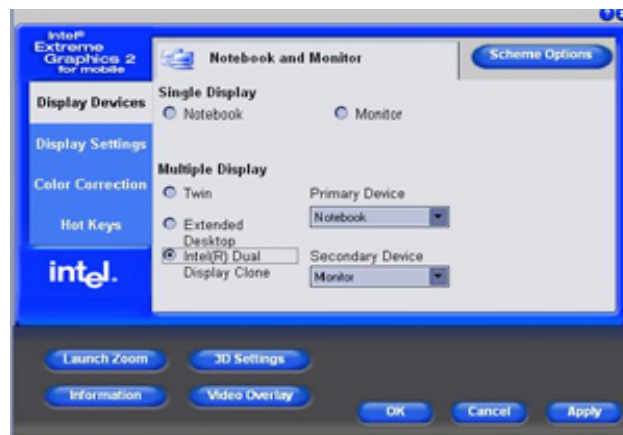 Intel®
Extreme
Graphics 2
for mobile
Notebook and Monitor
Scheme Options
Display Devices
Single Display
Notebook
Monitor
Display Settings
Multiple Display
Color Correction
Twin
Primary Device
Hot Keys
Extended
Desktop
Notebook
Intel(R) Dual
Display Clone
Secondary Device
Monitor
intel.
Launch Zoom
3D Settings
Information
Video Overlay
OK
Cancel
Apply